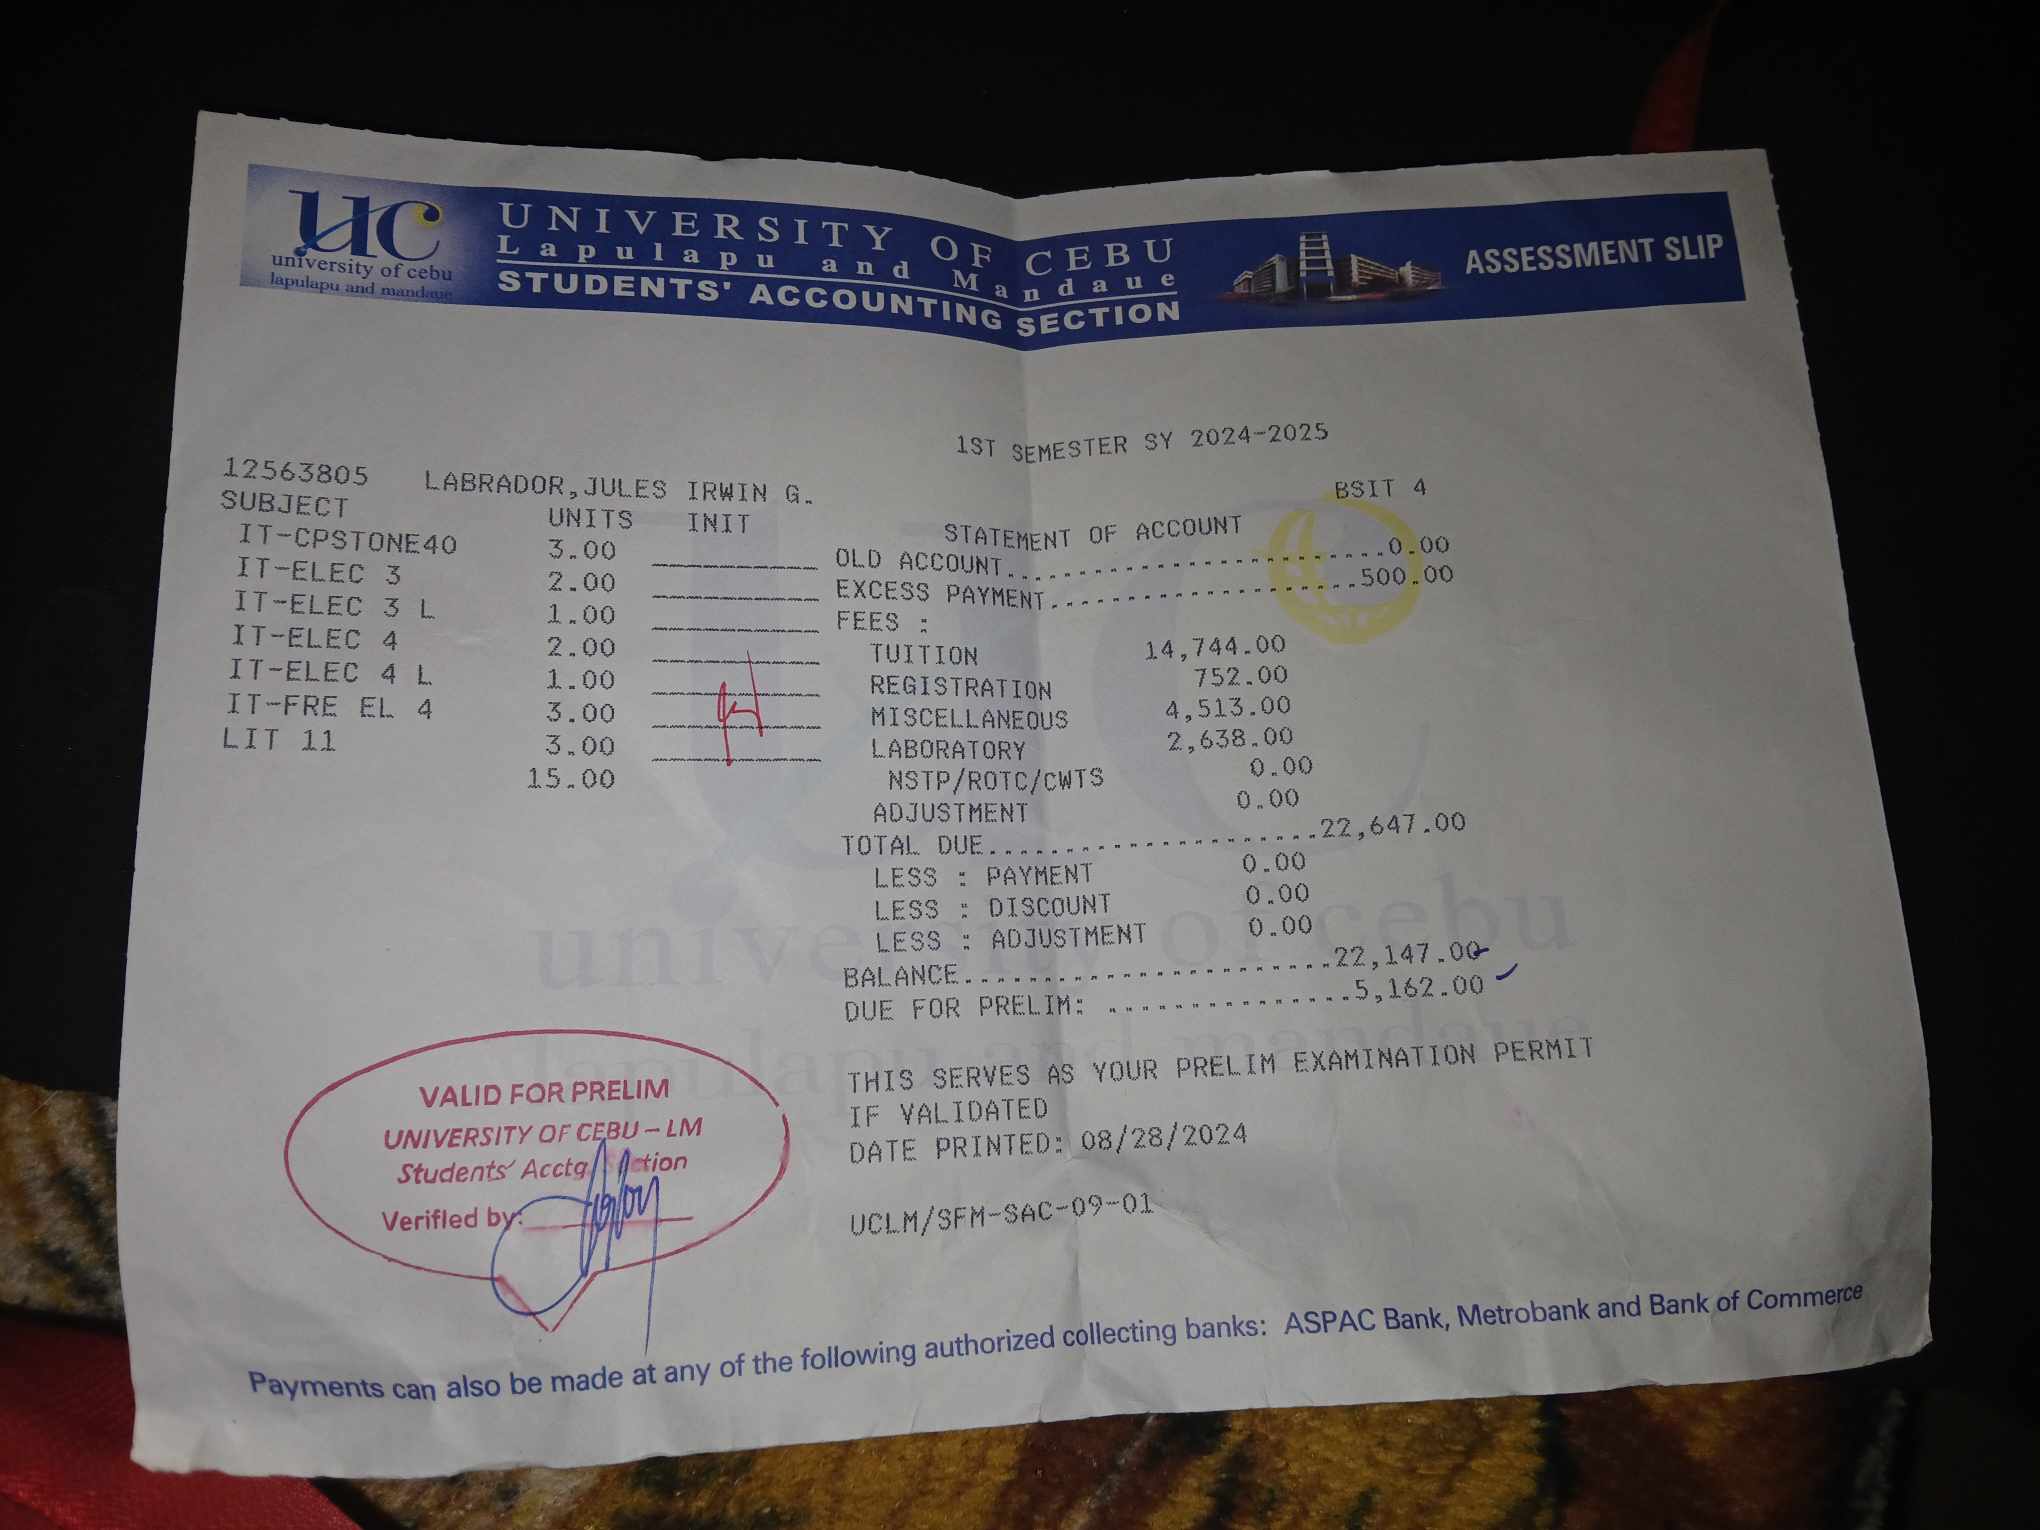 UC
university of cebu
lapulapu and mandaue
UNIVERSITY OF CEBU
Lapulapu and Mandaue
STUDENTS' ACCOUNTING SECTION
ASSESSMENT SLIP
1ST SEMESTER SY 2024-2025
12563805 LABRADOR,JULES IRWIN G.
BSIT 4
SUBJECT UNITS INIT
IT-CPSTONE40 3.00
IT-ELEC 3 2.00
IT-ELEC 3 L 1.00
IT-ELEC 4 2.00
IT-ELEC 4 L 1.00
IT-FRE EL 4 3.00
LIT 11 3.00
15.00
STATEMENT OF ACCOUNT
OLD ACCOUNT........................0.00
EXCESS PAYMENT...................500.00
FEES :
TUITION 14,744.00
REGISTRATION 752.00
MISCELLANEOUS 4,513.00
LABORATORY 2,638.00
NSTP/ROTC/CWTS 0.00
ADJUSTMENT 0.00
TOTAL DUE.....................22,647.00
LESS : PAYMENT 0.00
LESS : DISCOUNT 0.00
LESS : ADJUSTMENT 0.00
BALANCE.......................22,147.00
DUE FOR PRELIM: ...............5,162.00
THIS SERVES AS YOUR PRELIM EXAMINATION PERMIT
IF VALIDATED
DATE PRINTED: 08/28/2024
UCLM/SFM-SAC-09-01
VALID FOR PRELIM
UNIVERSITY OF CEBU – LM
Students' Acctg. Section
Verified by:
university of cebu
lapulapu and mandaue
Payments can also be made at any of the following authorized collecting banks: ASPAC Bank, Metrobank and Bank of Commerce